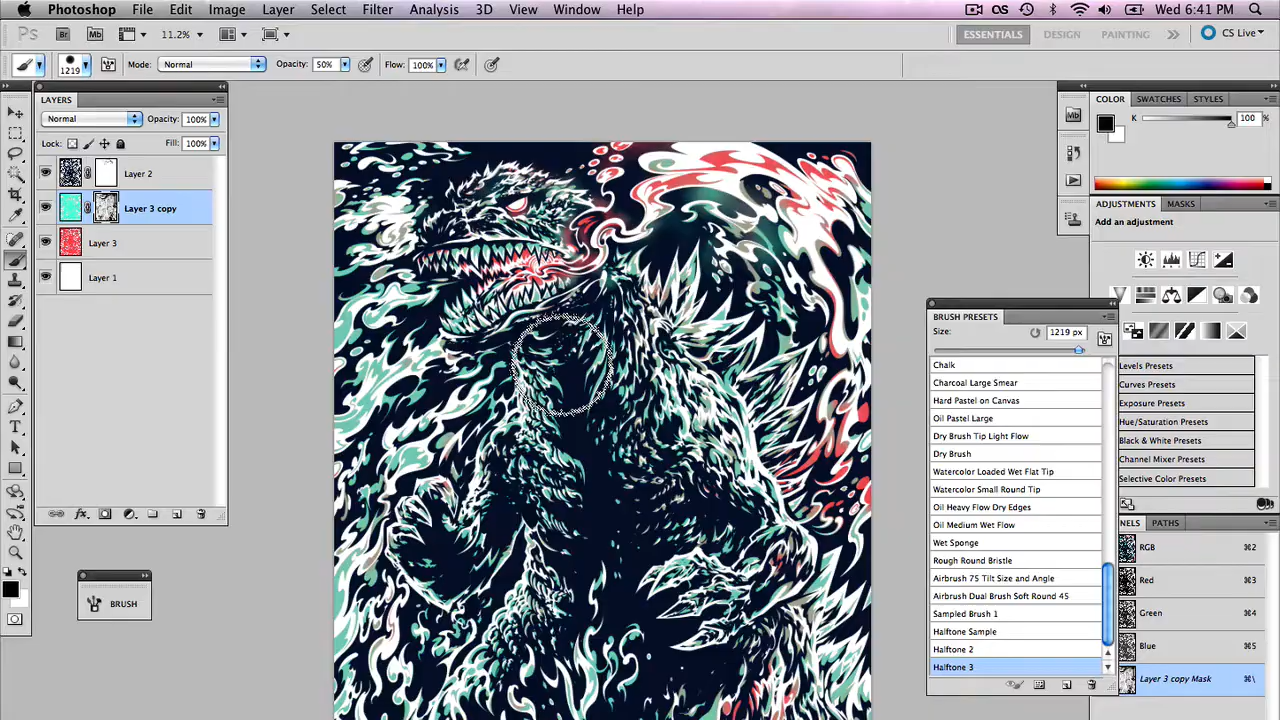 Photoshop File Edit Image Layer Select Filter Analysis 3D View Window Help Wed 6:41 PM
Ps Br Mb 11.2% ESSENTIALS DESIGN PAINTING CS Live
1219 Mode: Normal Opacity: 50% Flow: 100%
LAYERS
Normal Opacity: 100%
Lock: Fill: 100%
Layer 2
Layer 3 copy
Layer 3
Layer 1
fx
BRUSH
Mb
COLOR SWATCHES STYLES
K 100 %
ADJUSTMENTS MASKS
Add an adjustment
Levels Presets
Curves Presets
Exposure Presets
Hue/Saturation Presets
Black & White Presets
Channel Mixer Presets
Selective Color Presets
NELS PATHS
RGB ⌘2
Red ⌘3
Green ⌘4
Blue ⌘5
Layer 3 copy Mask ⌘\
BRUSH PRESETS
Size: 1219 px
Chalk
Charcoal Large Smear
Hard Pastel on Canvas
Oil Pastel Large
Dry Brush Tip Light Flow
Dry Brush
Watercolor Loaded Wet Flat Tip
Watercolor Small Round Tip
Oil Heavy Flow Dry Edges
Oil Medium Wet Flow
Wet Sponge
Rough Round Bristle
Airbrush 75 Tilt Size and Angle
Airbrush Dual Brush Soft Round 45
Sampled Brush 1
Halftone Sample
Halftone 2
Halftone 3